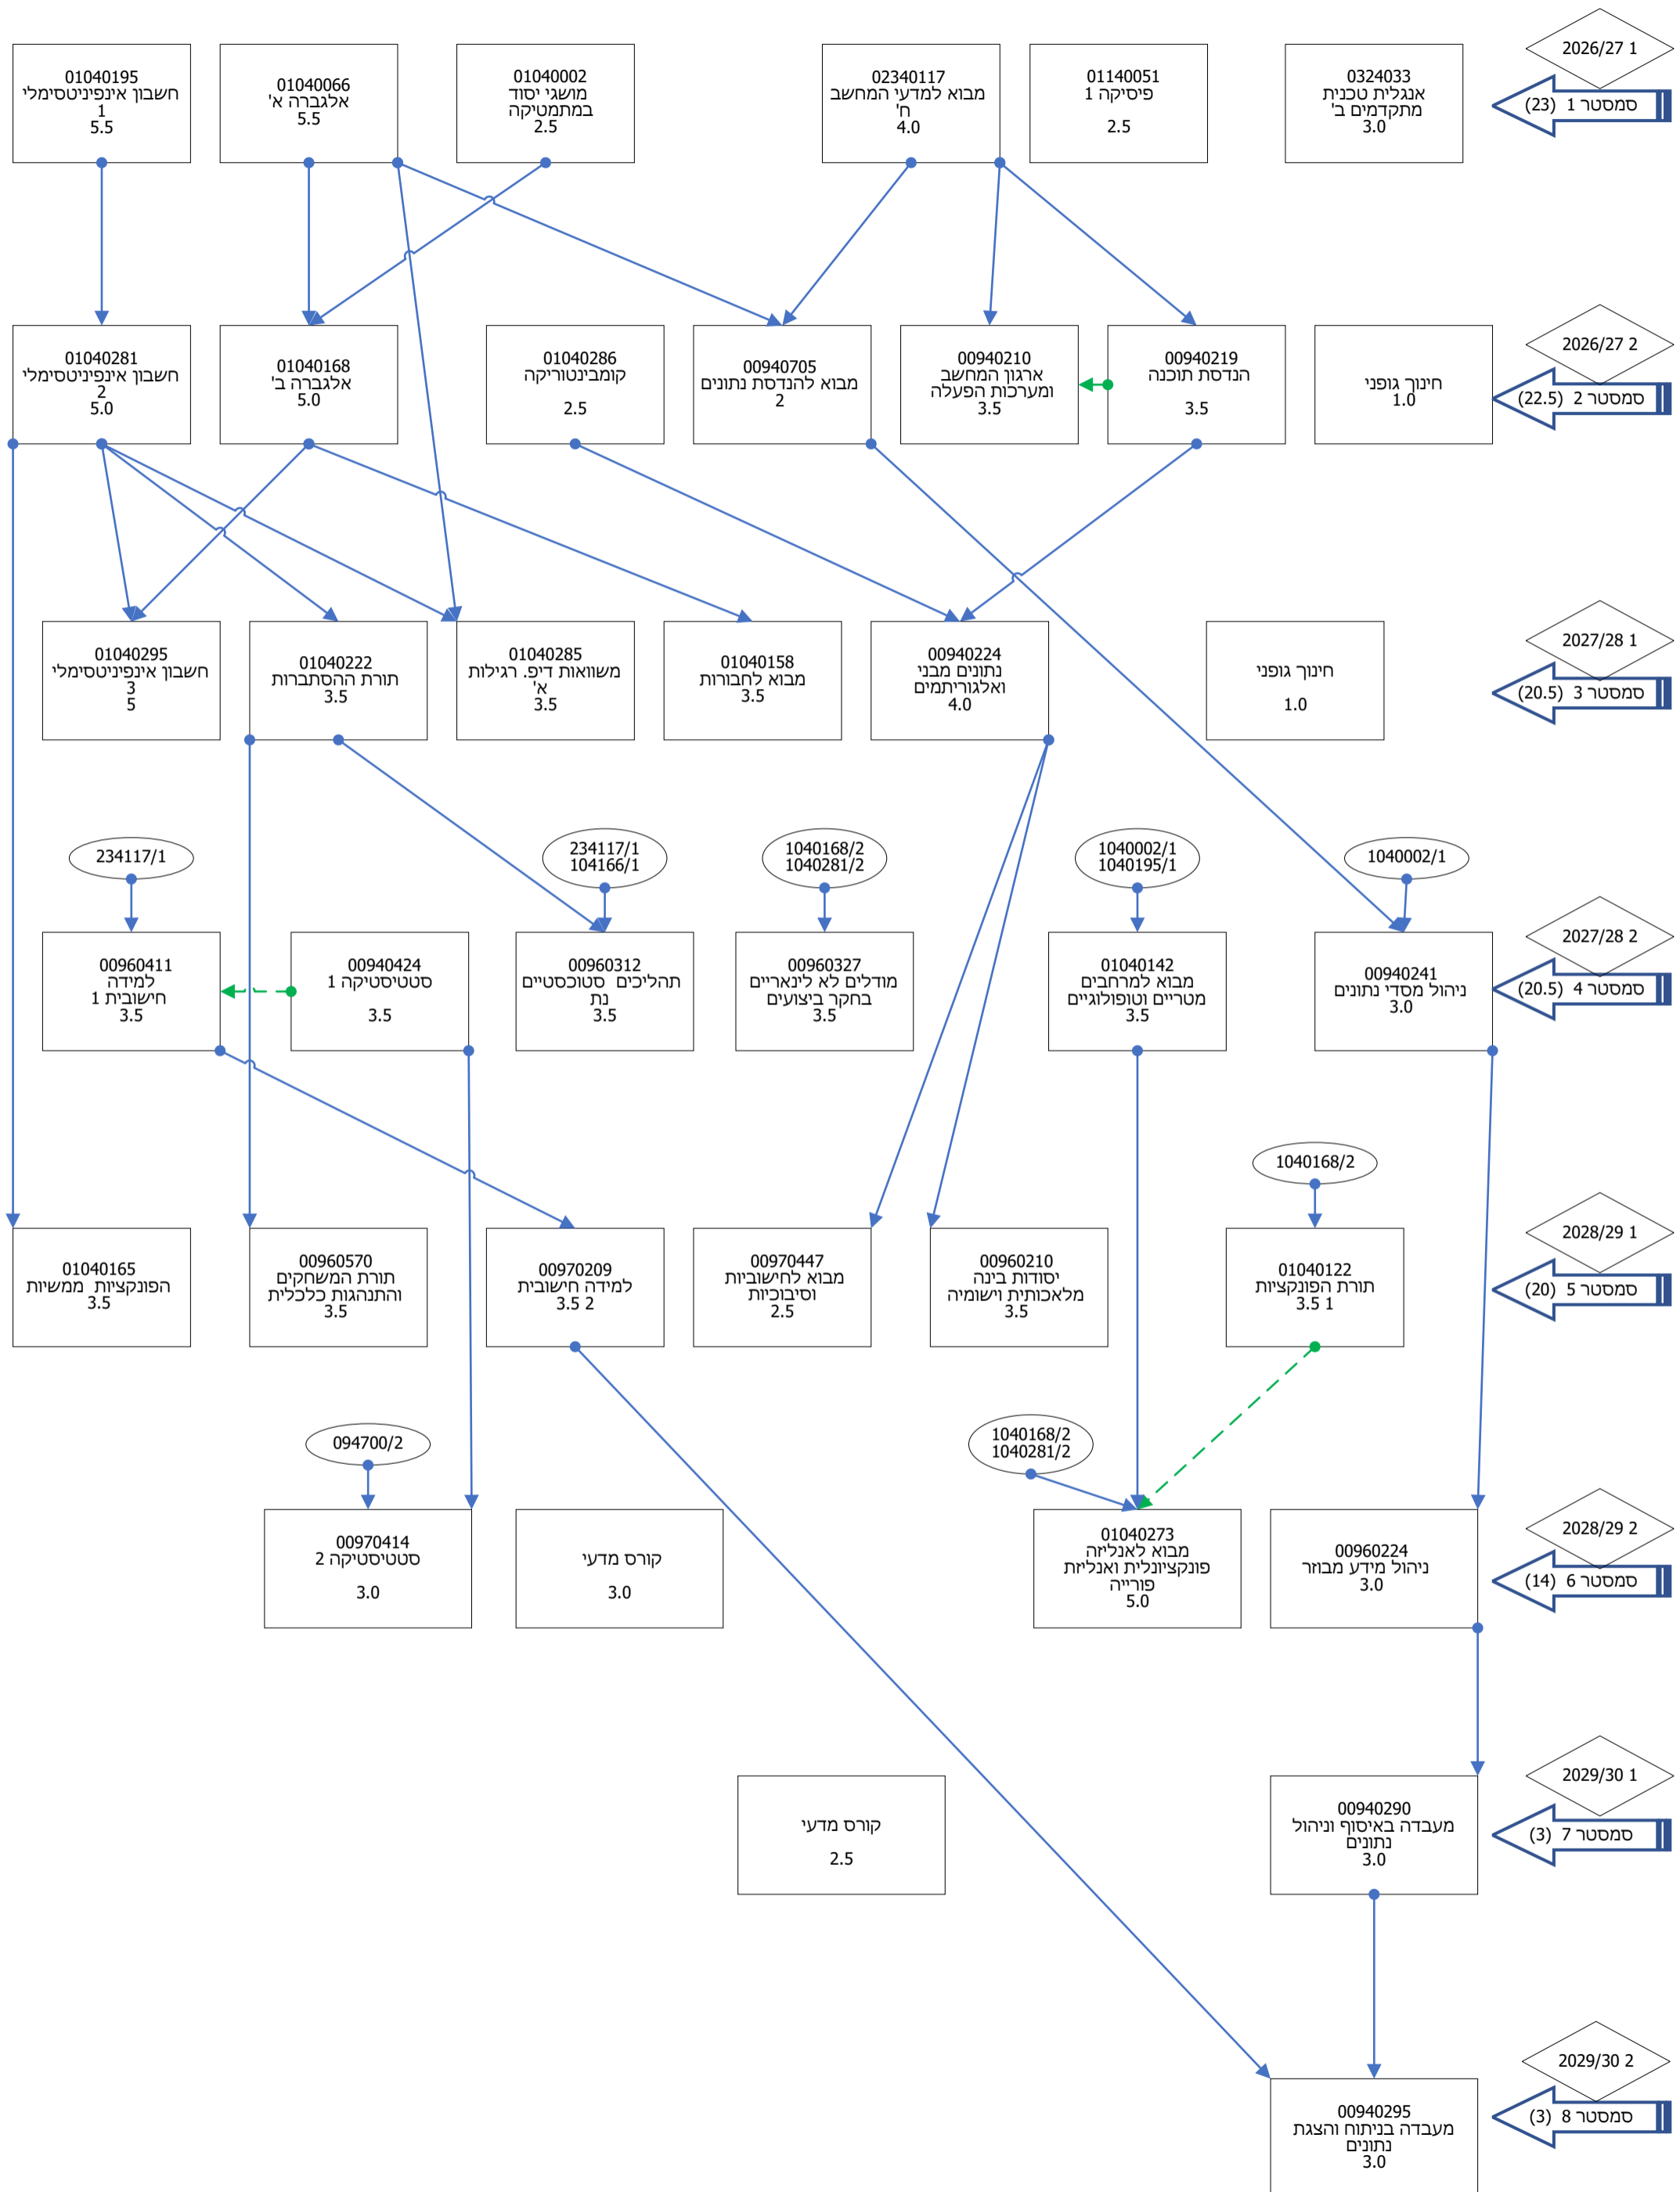 2026/27 1
סמסטר 1 (23)
0324033
אנגלית טכנית
מתקדמים ב'
3.0
01140051
פיסיקה 1
2.5
02340117
מבוא למדעי המחשב
ח'
4.0
01040002
מושגי יסוד
במתמטיקה
2.5
01040066
אלגברה א'
5.5
01040195
חשבון אינפיניטסימלי
1
5.5
2026/27 2
סמסטר 2 (22.5)
חינוך גופני
1.0
00940219
הנדסת תוכנה
3.5
00940210
ארגון המחשב
ומערכות הפעלה
3.5
00940705
מבוא להנדסת נתונים
2
01040286
קומבינטוריקה
2.5
01040168
אלגברה ב'
5.0
01040281
חשבון אינפיניטסימלי
2
5.0
2027/28 1
סמסטר 3 (20.5)
חינוך גופני
1.0
00940224
נתונים מבני
ואלגוריתמים
4.0
01040158
מבוא לחבורות
3.5
01040285
משוואות דיפ. רגילות
א'
3.5
01040222
תורת ההסתברות
3.5
01040295
חשבון אינפיניטסימלי
3
5
1040002/1
1040002/1
1040195/1
1040168/2
1040281/2
234117/1
104166/1
234117/1
2027/28 2
סמסטר 4 (20.5)
00940241
ניהול מסדי נתונים
3.0
01040142
מבוא למרחבים
מטריים וטופולוגיים
3.5
00960327
מודלים לא לינאריים
בחקר ביצועים
3.5
00960312
תהליכים סטוכסטיים
נת
3.5
00940424
סטטיסטיקה 1
3.5
00960411
למידה
חישובית 1
3.5
1040168/2
2028/29 1
סמסטר 5 (20)
01040122
תורת הפונקציות
1 3.5
00960210
יסודות בינה
מלאכותית וישומיה
3.5
00970447
מבוא לחישוביות
וסיבוכיות
2.5
00970209
למידה חישובית
2 3.5
00960570
תורת המשחקים
והתנהגות כלכלית
3.5
01040165
הפונקציות ממשיות
3.5
1040168/2
1040281/2
094700/2
2028/29 2
סמסטר 6 (14)
00960224
ניהול מידע מבוזר
3.0
01040273
מבוא לאנליזה
פונקציונלית ואנליזת
פורייה
5.0
קורס מדעי
3.0
00970414
סטטיסטיקה 2
3.0
2029/30 1
סמסטר 7 (3)
00940290
מעבדה באיסוף וניהול
נתונים
3.0
קורס מדעי
2.5
2029/30 2
סמסטר 8 (3)
00940295
מעבדה בניתוח והצגת
נתונים
3.0